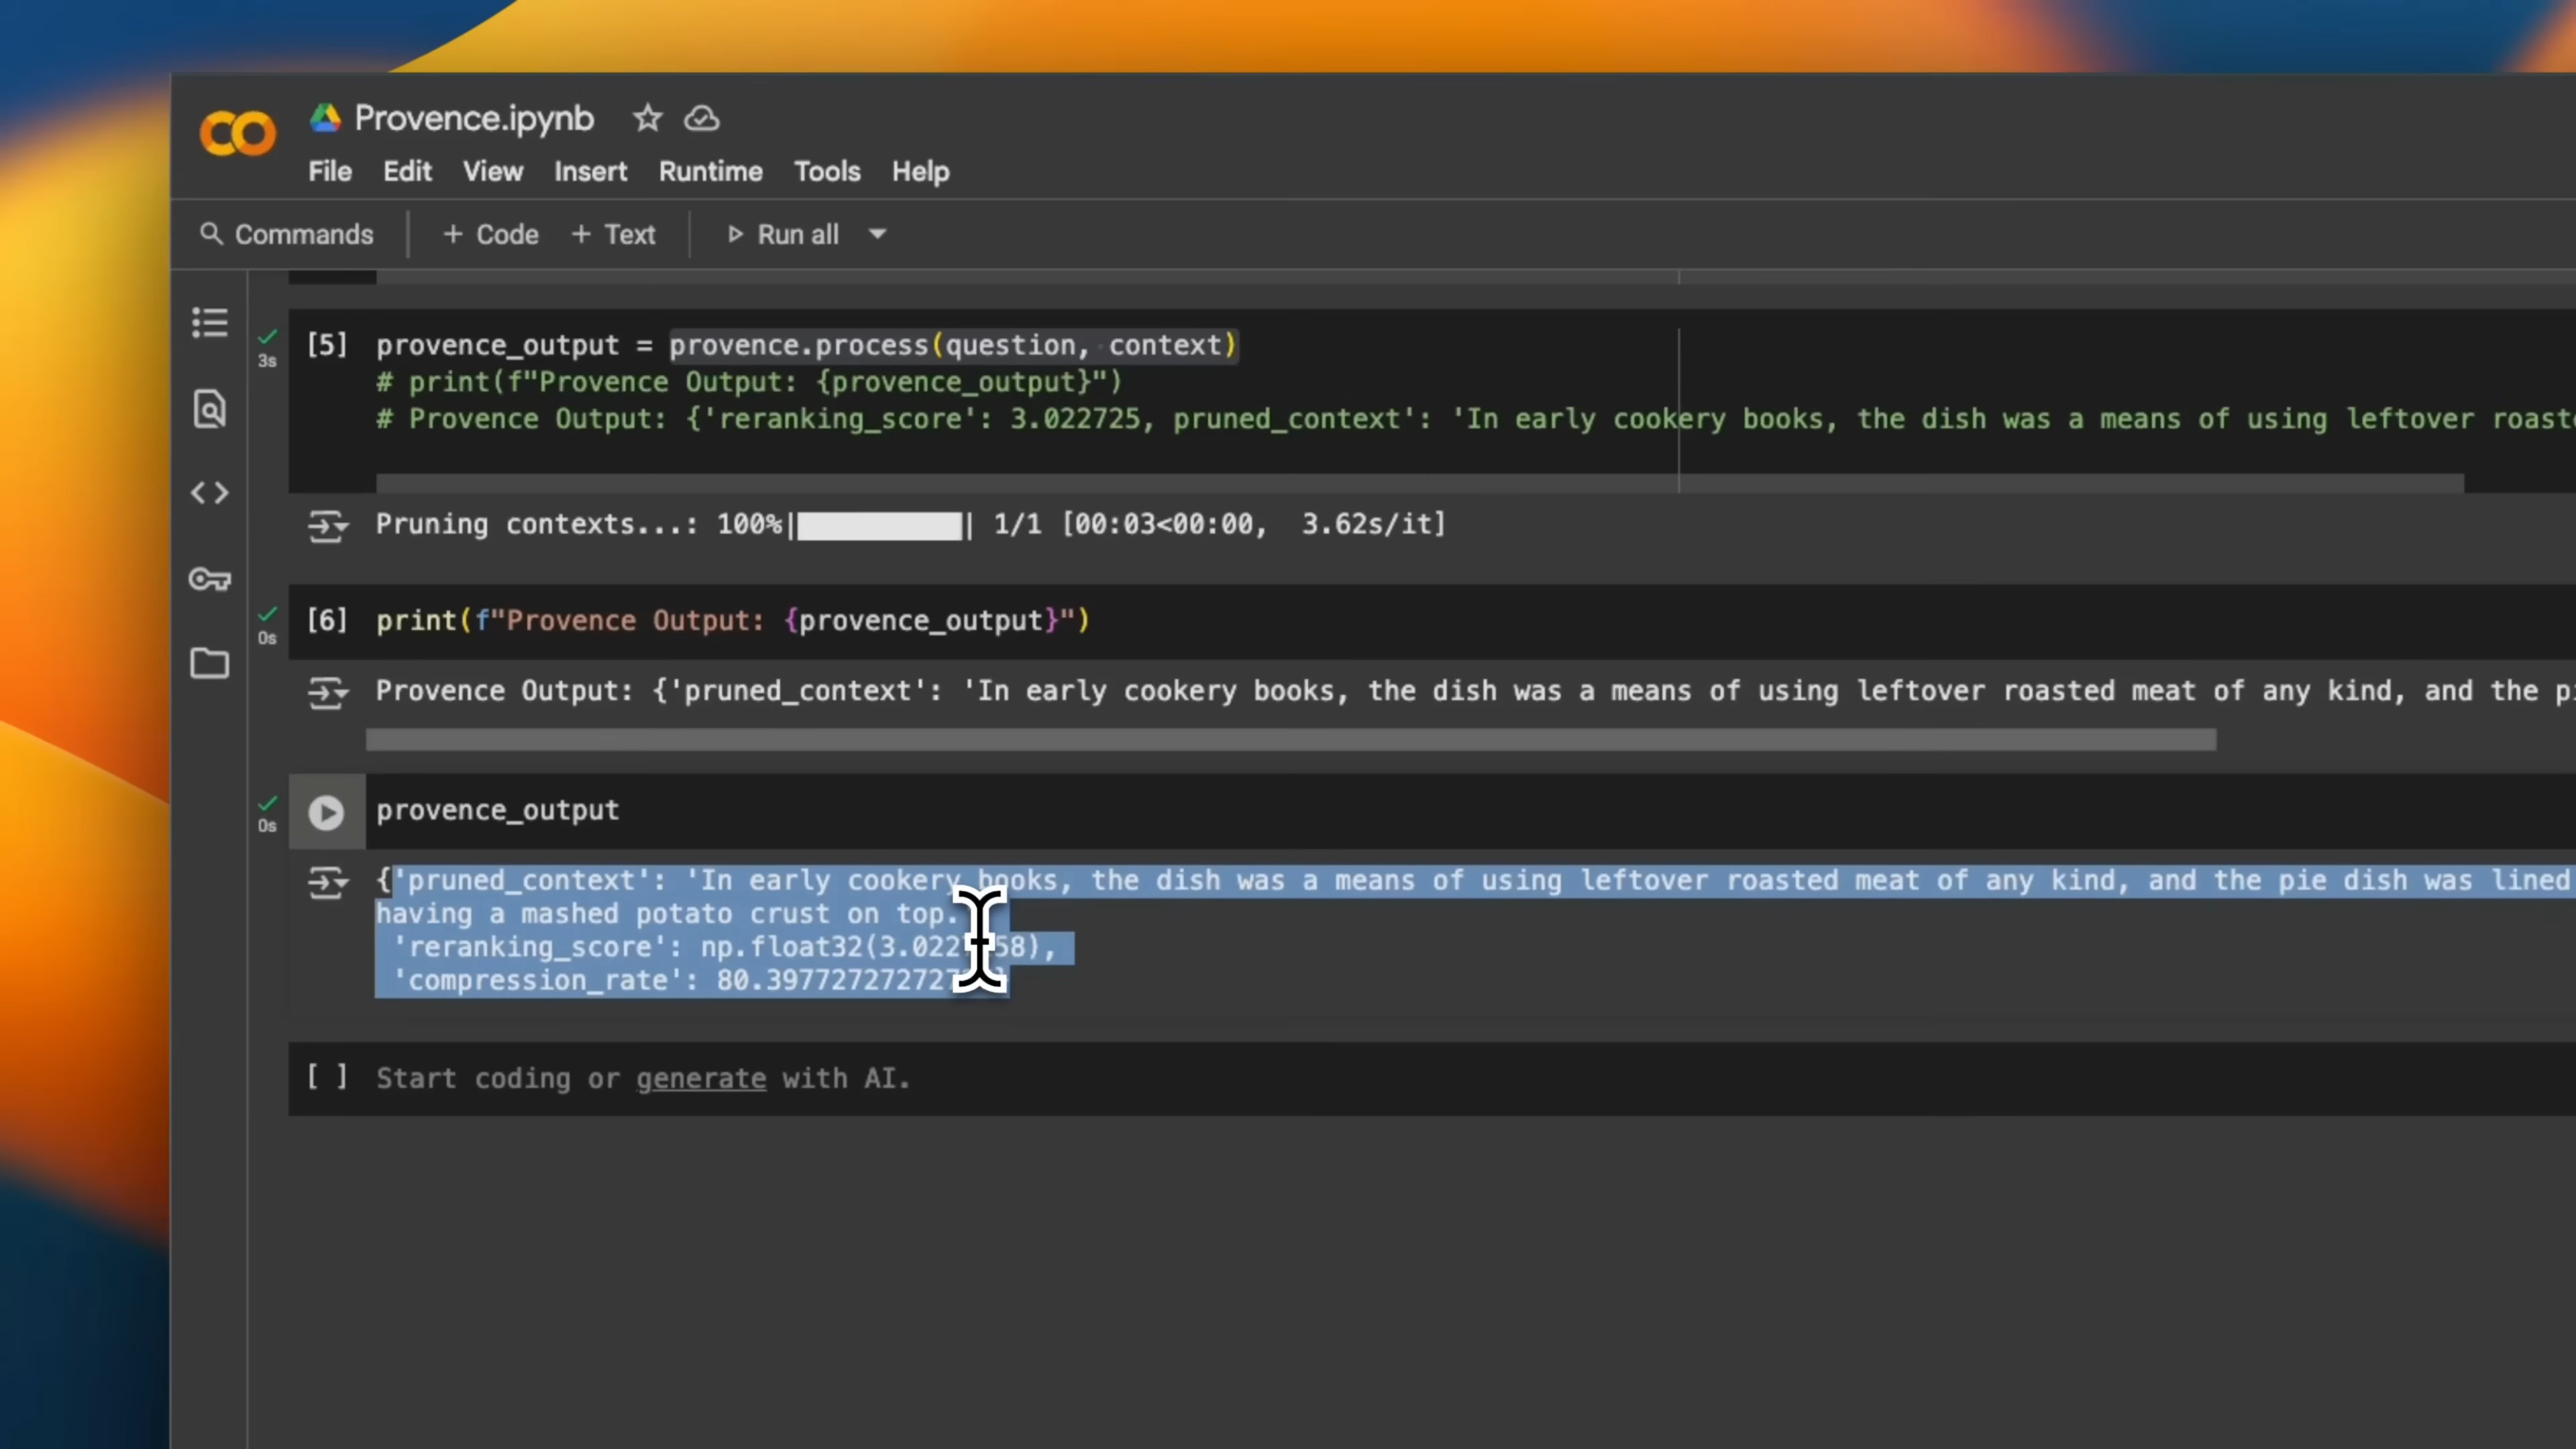 Provence.ipynb
File Edit View Insert Runtime Tools Help
Commands + Code + Text Run all
[5] provence_output = provence.process(question, context)
# print(f"Provence Output: {provence_output}")
# Provence Output: {'reranking_score': 3.022725, pruned_context': 'In early cookery books, the dish was a means of using leftover
3s
Pruning contexts...: 100%| | 1/1 [00:03<00:00, 3.62s/it]
[6] print(f"Provence Output: {provence_output}")
0s
Provence Output: {'pruned_context': 'In early cookery books, the dish was a means of using leftover roasted meat of any kind, and the
provence_output
0s
{'pruned_context': 'In early cookery books, the dish was a means of using leftover roasted meat of any kind, and the pie dish was lined
having a mashed potato crust on top.
'reranking_score': np.float32(
'compression_rate':
[ ] Start coding or generate with AI.